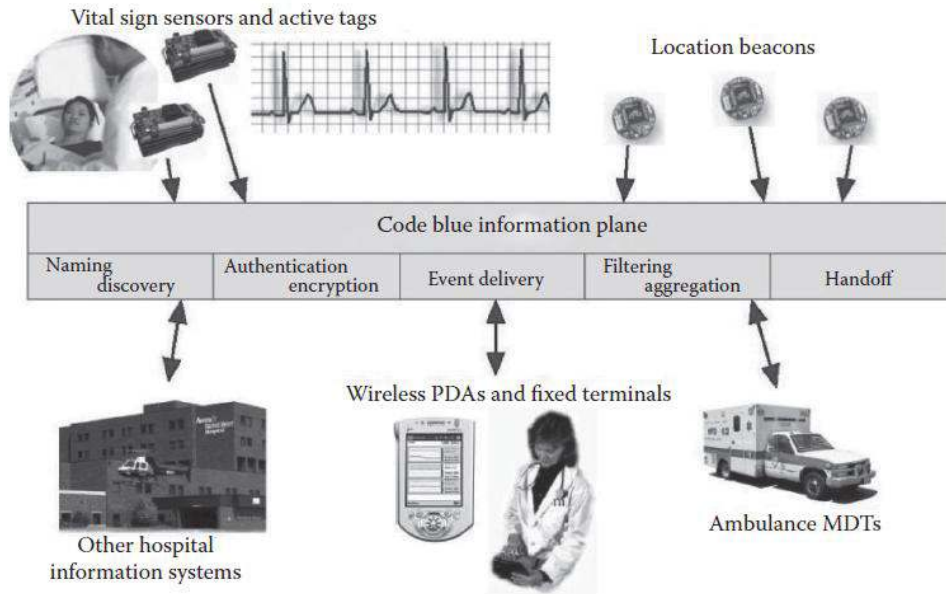 Vital sign sensors and active tags
Location beacons
Code blue information plane
Naming
discovery
Authentication
encryption
Event delivery
Filtering
aggregation
Handoff
Wireless PDAs and fixed terminals
Other hospital
information systems
Ambulance MDTs